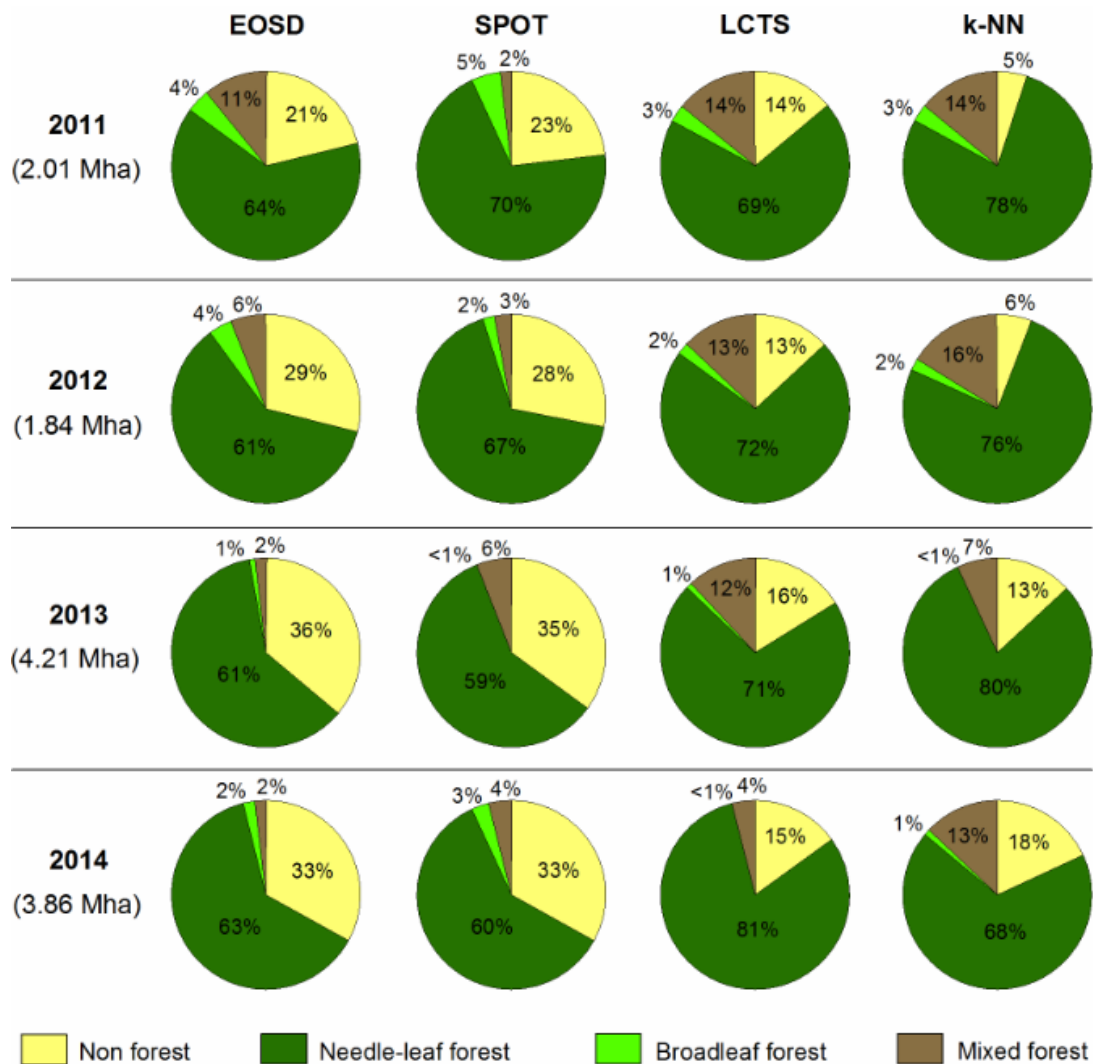 EOSD SPOT LCTS k-NN
2011
(2.01 Mha)
4% 11% 21% 64%
5% 2% 23% 70%
3% 14% 14% 69%
3% 14% 5% 78%
2012
(1.84 Mha)
4% 6% 29% 61%
2% 3% 28% 67%
2% 13% 13% 72%
2% 16% 6% 76%
2013
(4.21 Mha)
1% 2% 36% 61%
<1% 6% 35% 59%
1% 12% 16% 71%
<1% 7% 13% 80%
2014
(3.86 Mha)
2% 2% 33% 63%
3% 4% 33% 60%
<1% 4% 15% 81%
1% 13% 18% 68%
Non forest Needle-leaf forest Broadleaf forest Mixed forest